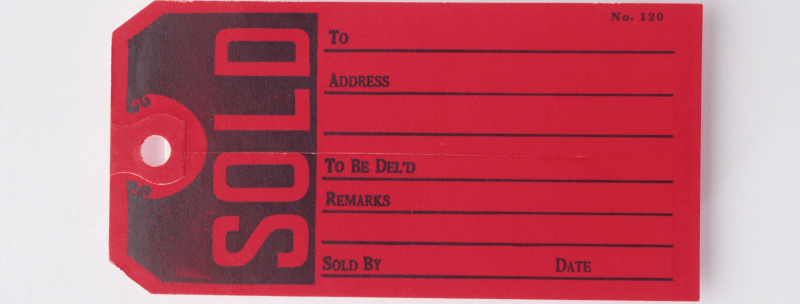 No. 120
SOLD
TO
ADDRESS
TO BE DEL'D
REMARKS
SOLD BY DATE